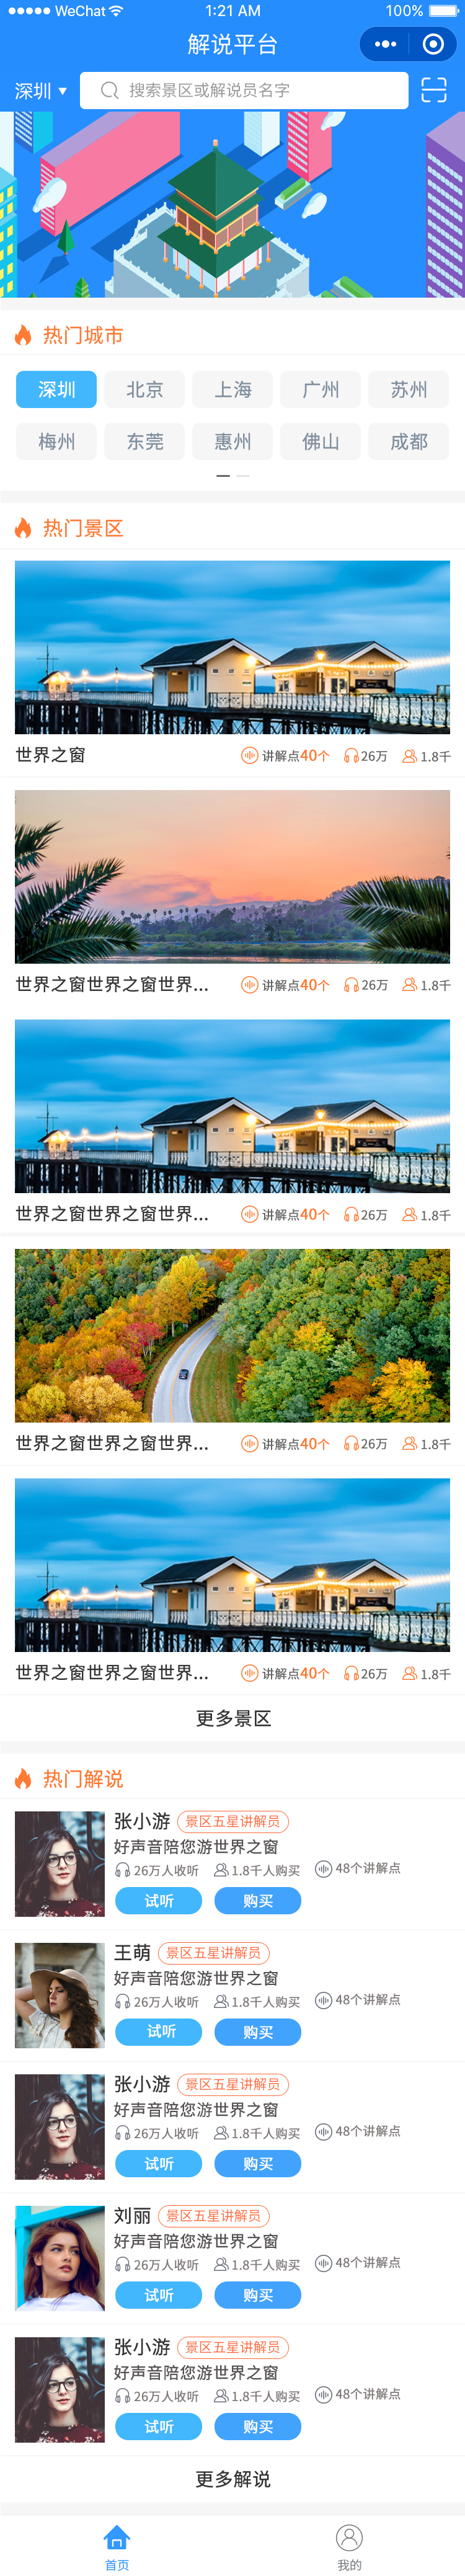 WeChat 1:21 AM 100%
解说平台
深圳 搜索景区或解说员名字
热门城市
深圳 北京 上海 广州 苏州
梅州 东莞 惠州 佛山 成都
热门景区
世界之窗 讲解点40个 26万 1.8千
世界之窗世界之窗世界... 讲解点40个 26万 1.8千
世界之窗世界之窗世界... 讲解点40个 26万 1.8千
世界之窗世界之窗世界... 讲解点40个 26万 1.8千
世界之窗世界之窗世界... 讲解点40个 26万 1.8千
更多景区
热门解说
张小游 景区五星讲解员
好声音陪您游世界之窗
26万人收听 1.8千人购买 48个讲解点
试听 购买
王萌 景区五星讲解员
好声音陪您游世界之窗
26万人收听 1.8千人购买 48个讲解点
试听 购买
张小游 景区五星讲解员
好声音陪您游世界之窗
26万人收听 1.8千人购买 48个讲解点
试听 购买
刘丽 景区五星讲解员
好声音陪您游世界之窗
26万人收听 1.8千人购买 48个讲解点
试听 购买
张小游 景区五星讲解员
好声音陪您游世界之窗
26万人收听 1.8千人购买 48个讲解点
试听 购买
更多解说
首页 我的